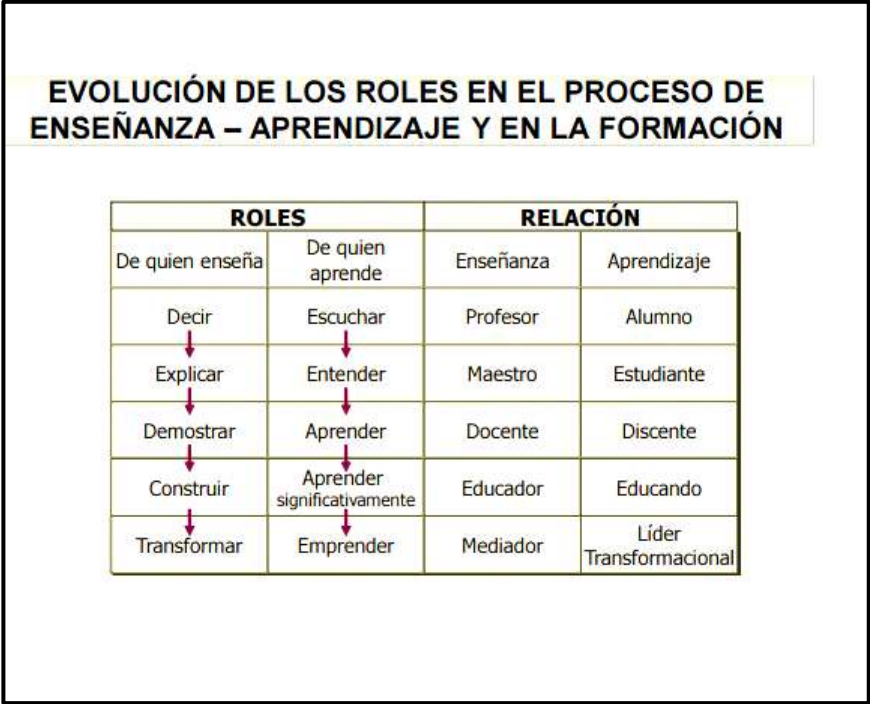 EVOLUCIÓN DE LOS ROLES EN EL PROCESO DE
ENSEÑANZA – APRENDIZAJE Y EN LA FORMACIÓN
ROLES RELACIÓN
De quien enseña De quien aprende Enseñanza Aprendizaje
Decir Escuchar Profesor Alumno
Explicar Entender Maestro Estudiante
Demostrar Aprender Docente Discente
Construir Aprender significativamente Educador Educando
Transformar Emprender Mediador Líder Transformacional